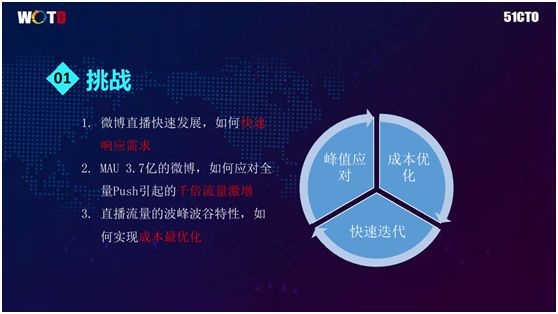 WOTD
51CTO
01 挑战
1. 微博直播快速发展，如何快速
响应需求
2. MAU 3.7亿的微博，如何应对全
量Push引起的千倍流量激增
3. 直播流量的波峰波谷特性，如
何实现成本最优化
峰值应
对
成本优
化
快速迭代